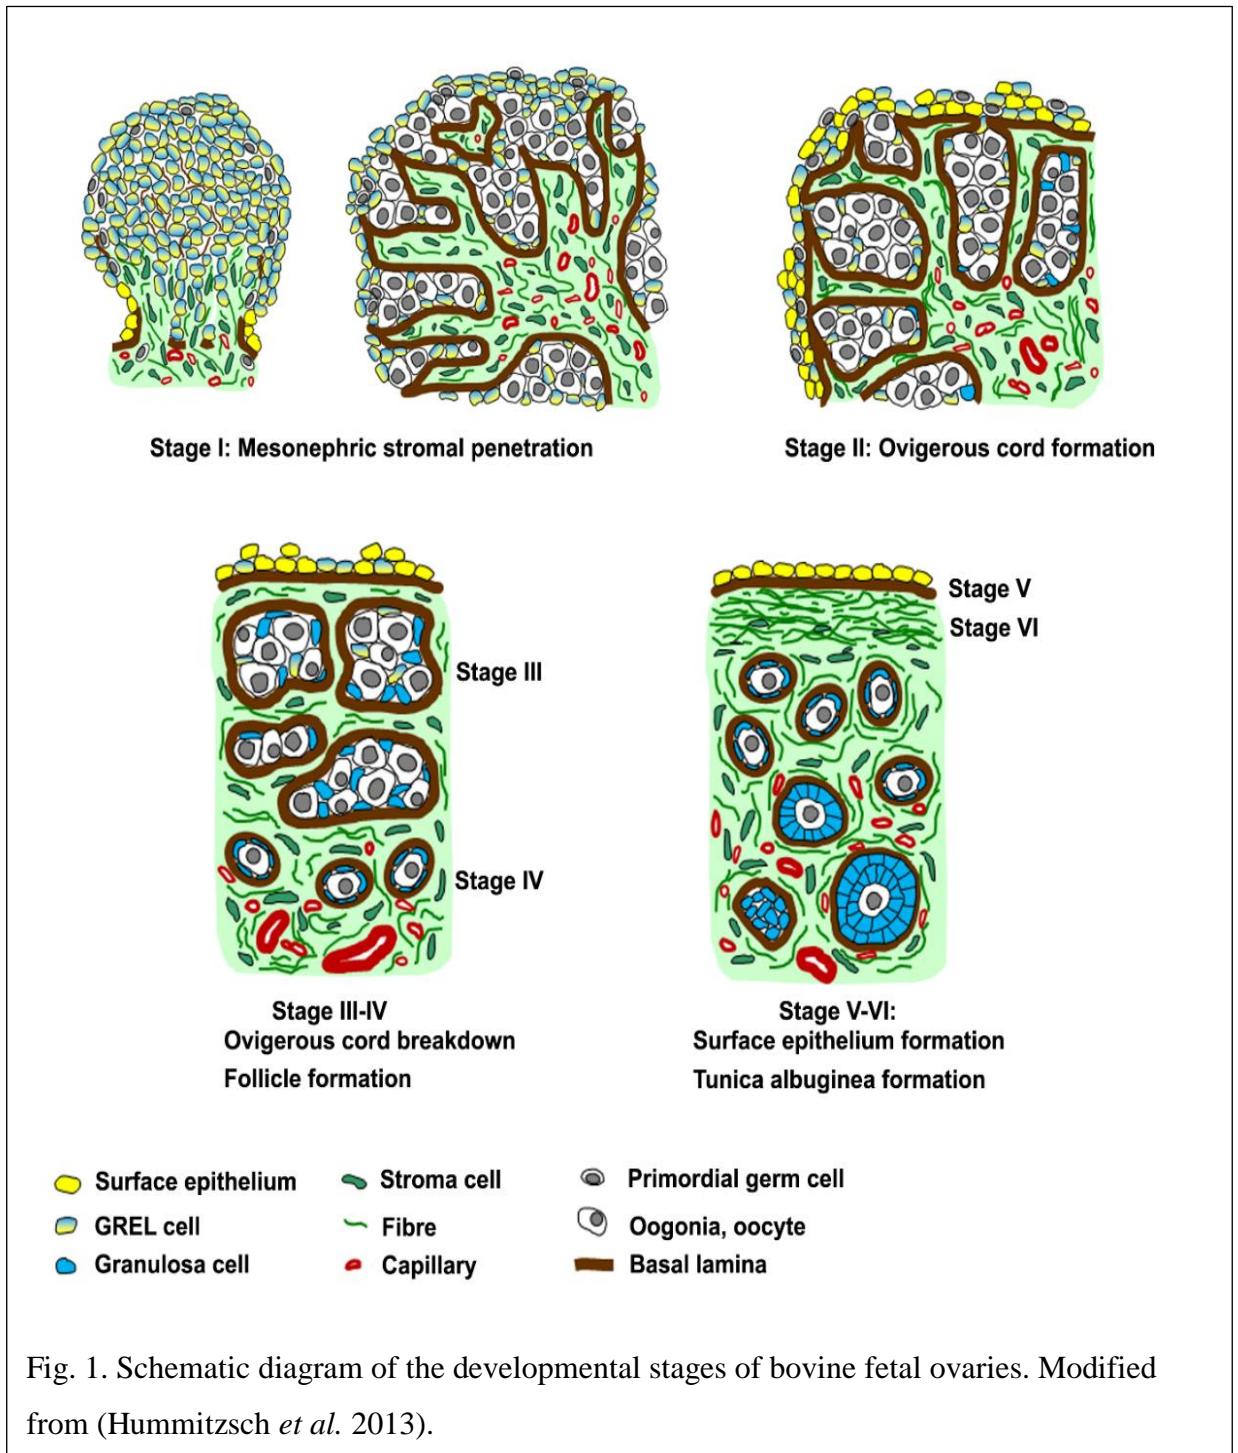 Stage I: Mesonephric stromal penetration
Stage II: Ovigerous cord formation
Stage III
Stage IV
Stage III-IV
Ovigerous cord breakdown
Follicle formation
Stage V
Stage VI
Stage V-VI:
Surface epithelium formation
Tunica albuginea formation
Surface epithelium
Stroma cell
Primordial germ cell
GREL cell
Fibre
Oogonia, oocyte
Granulosa cell
Capillary
Basal lamina
Fig. 1. Schematic diagram of the developmental stages of bovine fetal ovaries. Modified
from (Hummitzsch et al. 2013).